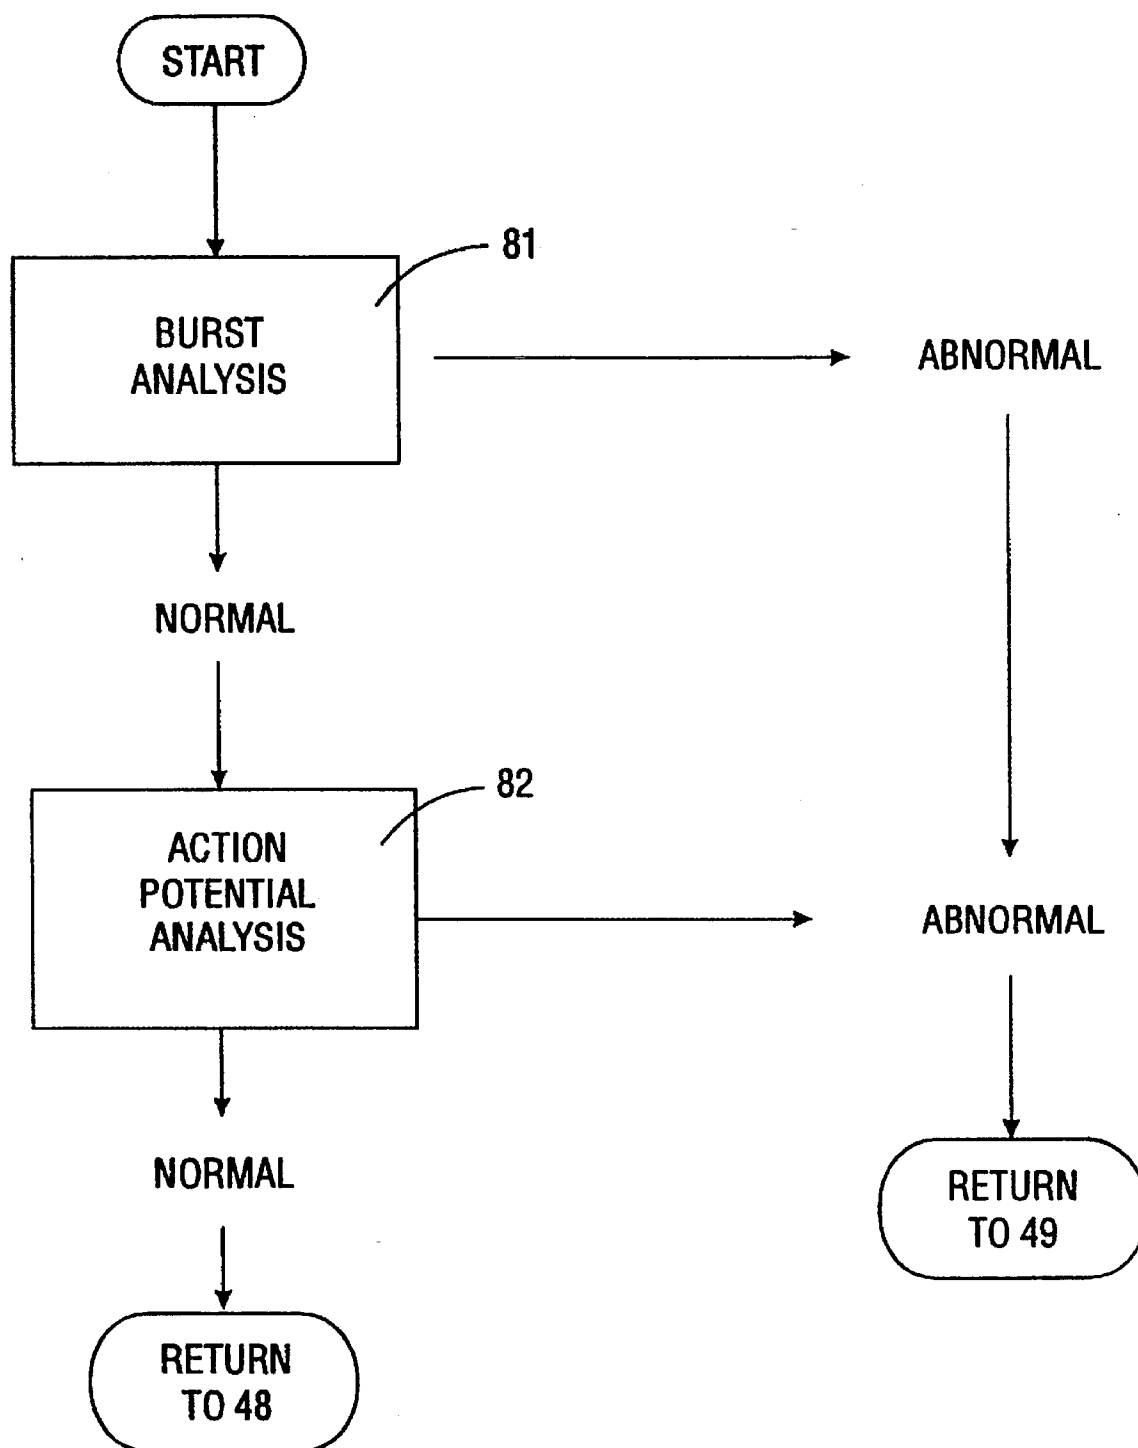 START
81
BURST
ANALYSIS
ABNORMAL
NORMAL
82
ACTION
POTENTIAL
ANALYSIS
ABNORMAL
NORMAL
RETURN
TO 49
RETURN
TO 48